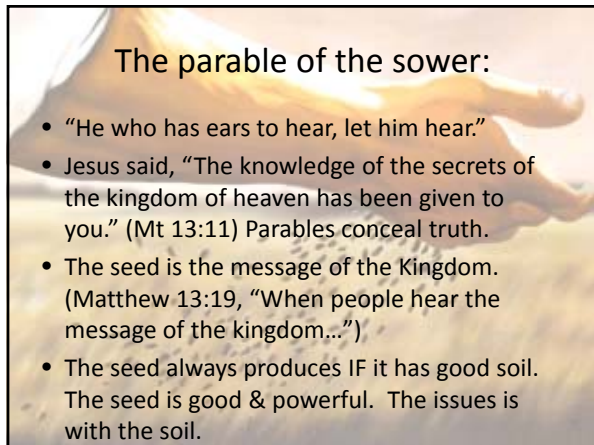 The parable of the sower:
• “He who has ears to hear, let him hear.”
• Jesus said, “The knowledge of the secrets of
the kingdom of heaven has been given to
you.” (Mt 13:11) Parables conceal truth.
• The seed is the message of the Kingdom.
(Matthew 13:19, “When people hear the
message of the kingdom…”)
• The seed always produces IF it has good soil.
The seed is good & powerful.  The issues is
with the soil.